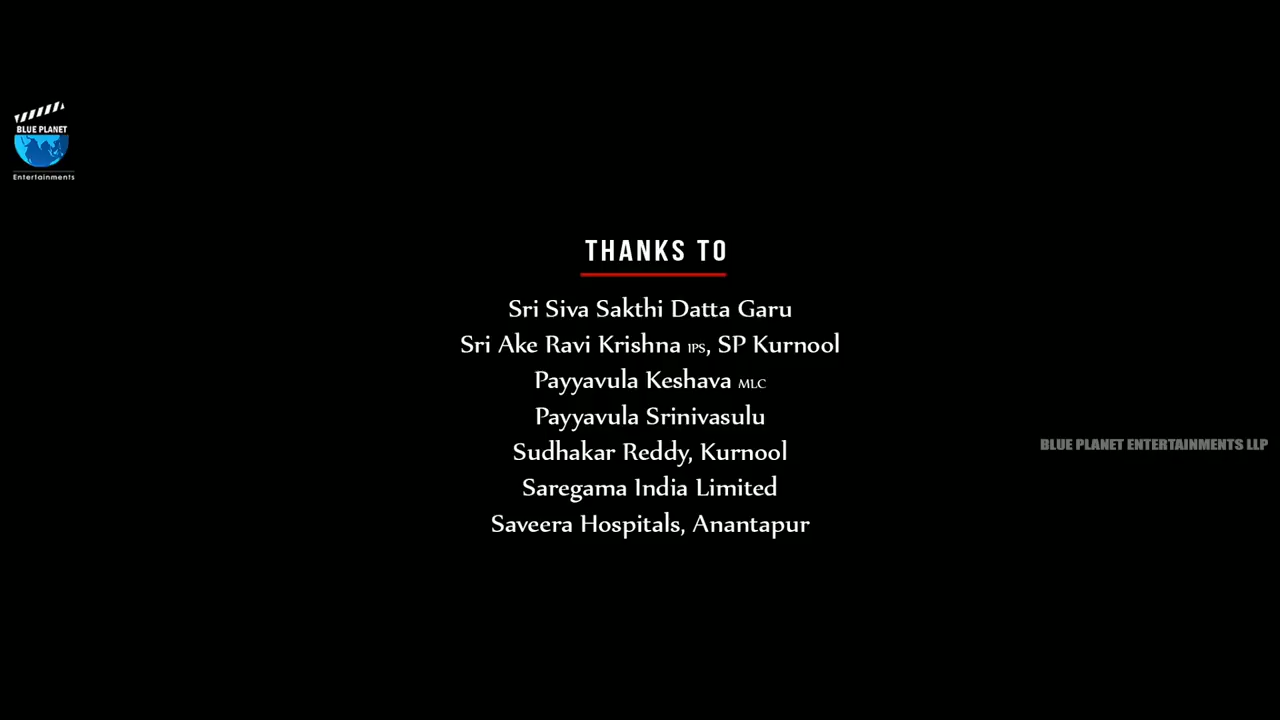 BLUE PLANET
Entertainments
THANKS TO
Sri Siva Sakthi Datta Garu
Sri Ake Ravi Krishna IPS, SP Kurnool
Payyavula Keshava MLC
Payyavula Srinivasulu
Sudhakar Reddy, Kurnool
BLUE PLANET ENTERTAINMENTS LLP
Saregama India Limited
Saveera Hospitals, Anantapur